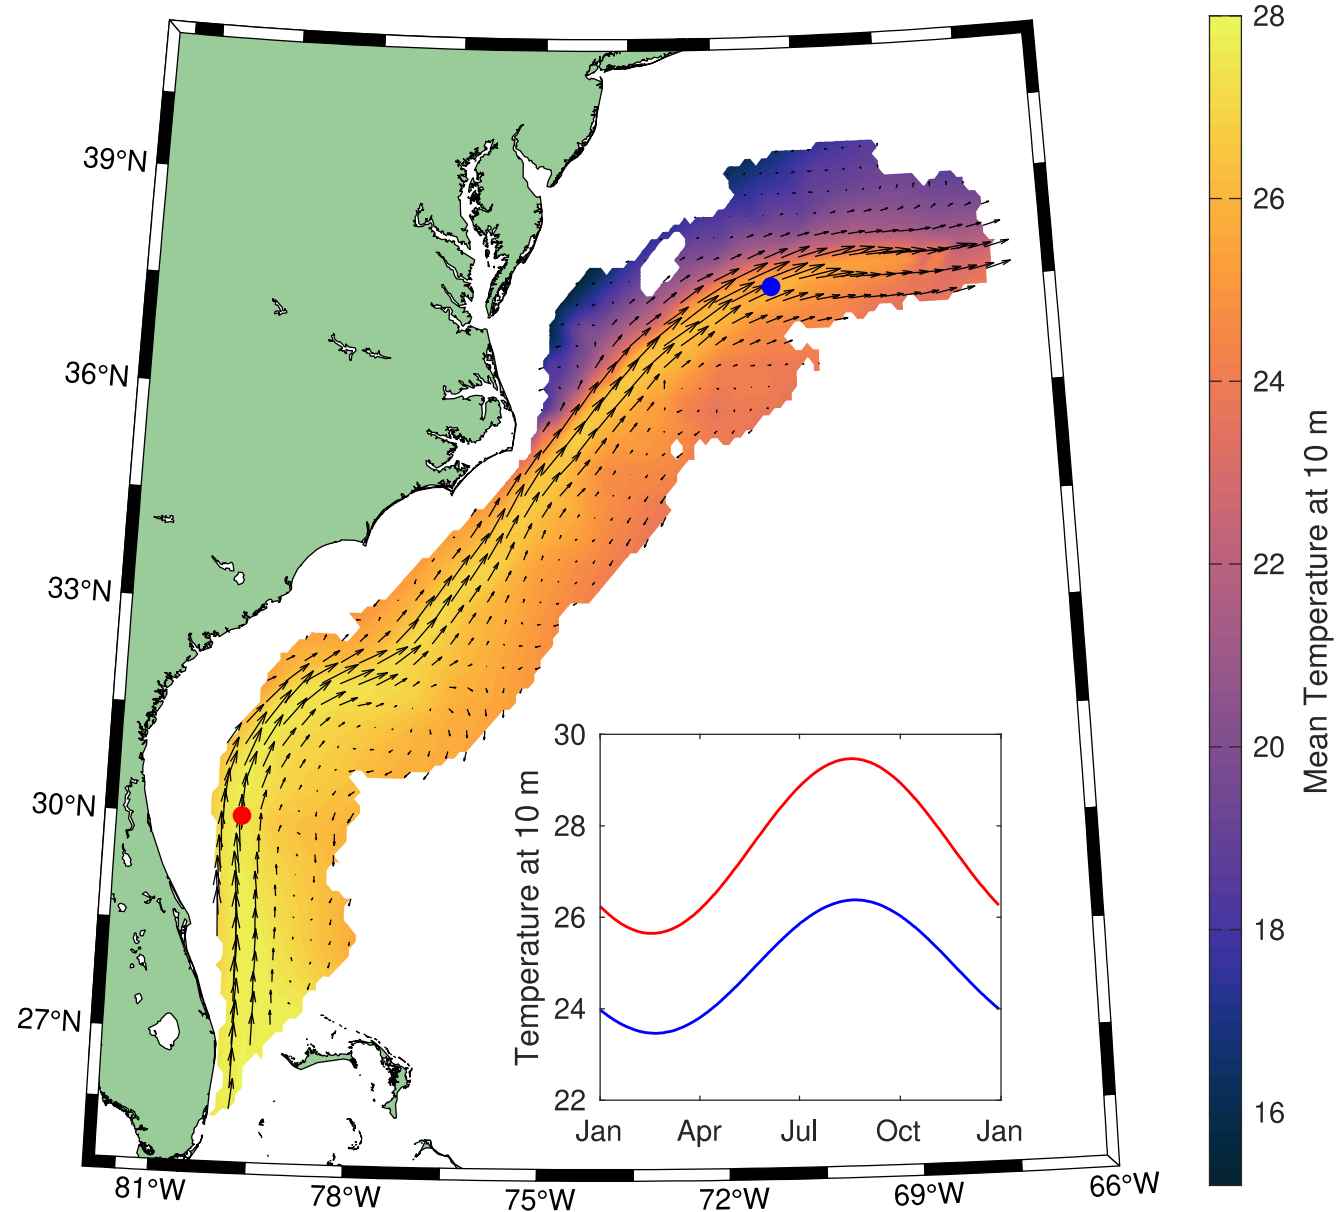 39°N
36°N
33°N
30°N
27°N
81°W
78°W
75°W
72°W
69°W
66°W
30
28
26
24
22
Temperature at 10 m
Jan
Apr
Jul
Oct
Jan
28
26
24
22
20
18
16
Mean Temperature at 10 m